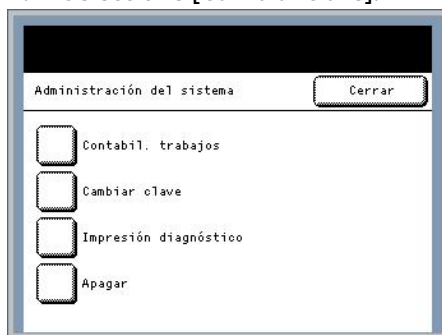 Administración del sistema
Cerrar
Contabil. trabajos
Cambiar clave
Impresión diagnóstico
Apagar